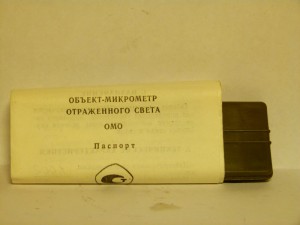 ОБЪЕКТ-МИКРОМЕТР
ОТРАЖЕННОГО СВЕТА
ОМО
Паспорт